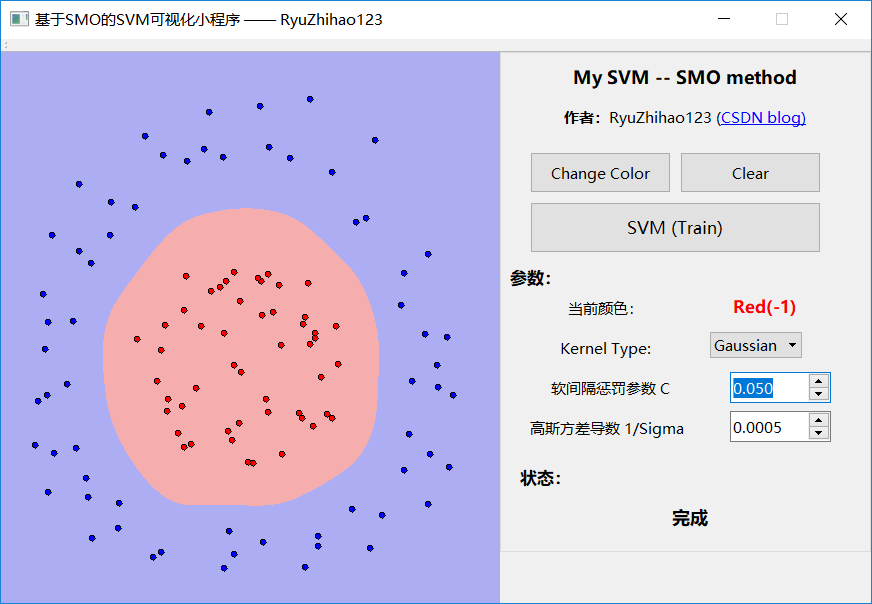 基于SMO的SVM可视化小程序 —— RyuZhihao123
My SVM -- SMO method
作者：RyuZhihao123 (CSDN blog)
Change Color Clear
SVM (Train)
参数：
当前颜色： Red(-1)
Kernel Type: Gaussian
软间隔惩罚参数 C 0.050
高斯方差导数 1/Sigma 0.0005
状态：
完成